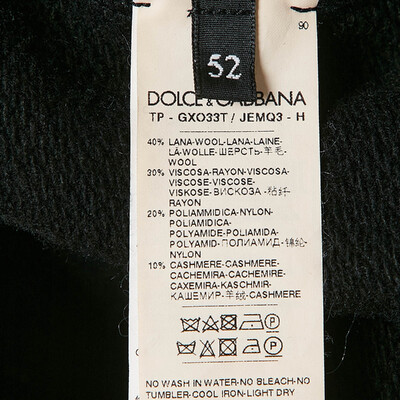 90
52
DOLCE & GABBANA
TP - GXO33T / JEMQ3 - H
40% LANA-WOOL-LANA-LAINE-
LÃ-WOLLE-ШЕРСТЬ-羊毛-
WOOL
30% VISCOSA-RAYON-VISCOSA-
VISCOSE-VISCOSE-
VISKOSE-ВИСКОЗА-粘纤-
RAYON
20% POLIAMMIDICA-NYLON-
POLIAMIDICA-
POLYAMIDE-POLIAMIDA-
POLYAMID-ПОЛИАМИД-锦纶-
NYLON
10% CASHMERE-CASHMERE-
CACHEMIRA-CACHEMIRE-
CAXEMIRA-KASCHMIR-
КАШЕМИР-羊绒-CASHMERE
P
P
NO WASH IN WATER-NO BLEACH-NO
TUMBLER-COOL IRON-LIGHT DRY